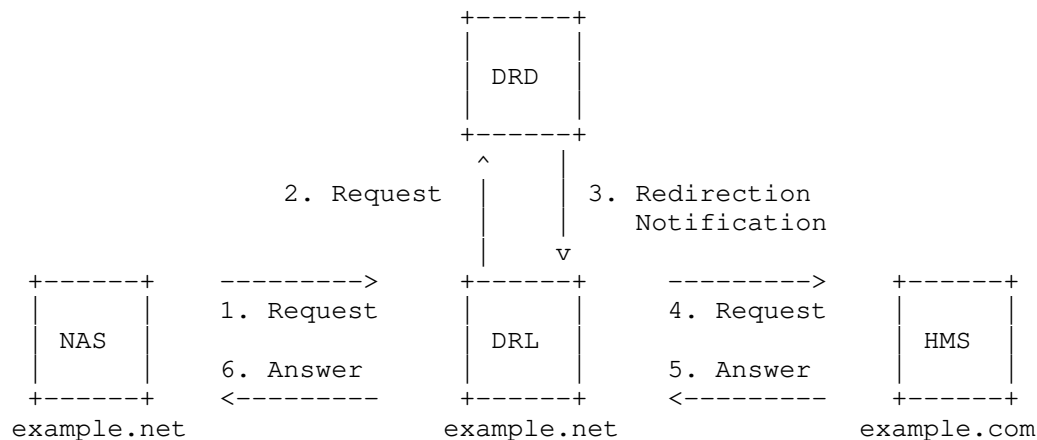 DRD
2. Request 3. Redirection
Notification
1. Request 4. Request
NAS DRL HMS
6. Answer 5. Answer
example.net example.net example.com